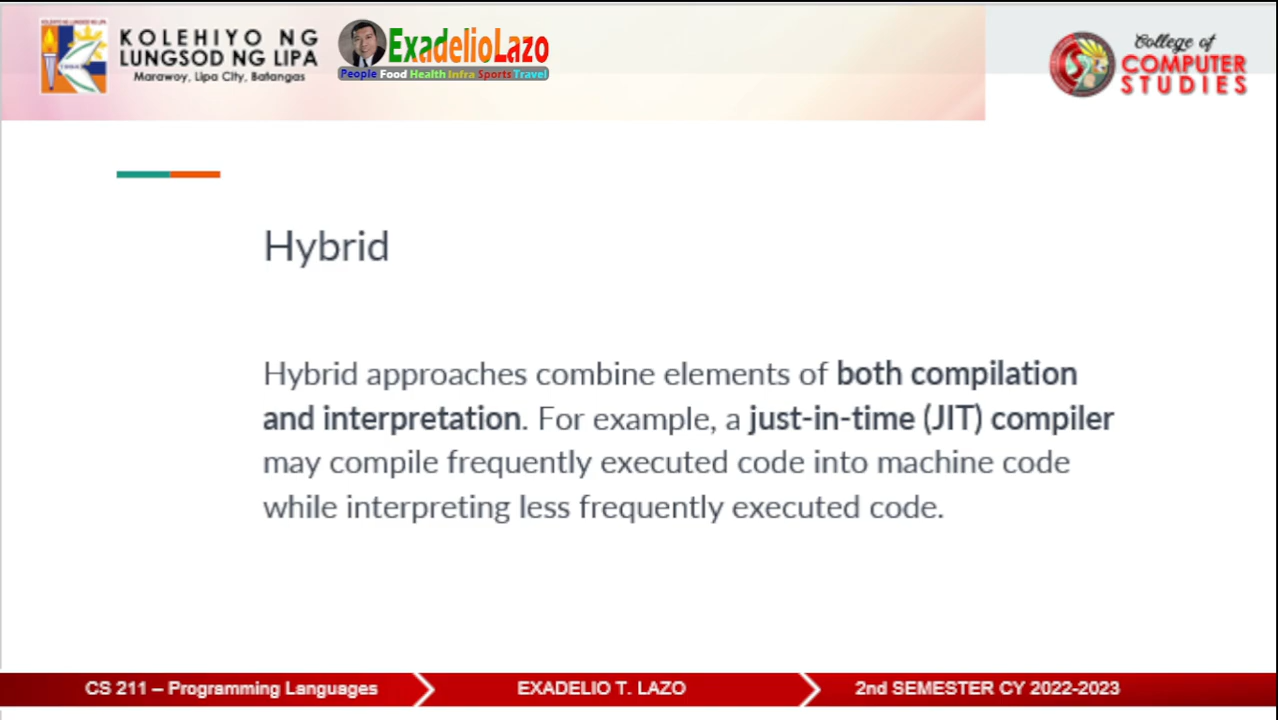 KOLEHIYO NG
LUNGSOD NG LIPA
Marawoy, Lipa City, Batangas
ExadelioLazo
People Food Health Infra Sports Travel
College of
COMPUTER
STUDIES
Hybrid
Hybrid approaches combine elements of both compilation
and interpretation. For example, a just-in-time (JIT) compiler
may compile frequently executed code into machine code
while interpreting less frequently executed code.
CS 211 – Programming Languages
EXADELIO T. LAZO
2nd SEMESTER CY 2022-2023